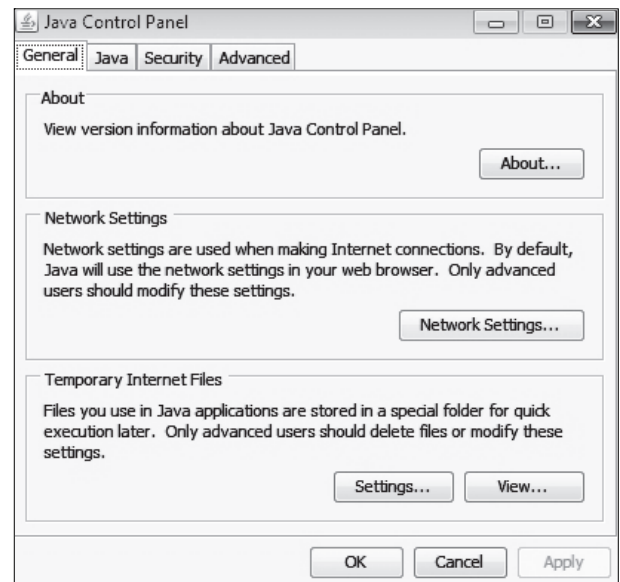 Java Control Panel
General Java Security Advanced
About
View version information about Java Control Panel.
About...
Network Settings
Network settings are used when making Internet connections. By default,
Java will use the network settings in your web browser. Only advanced
users should modify these settings.
Network Settings...
Temporary Internet Files
Files you use in Java applications are stored in a special folder for quick
execution later. Only advanced users should delete files or modify these
settings.
Settings... View...
OK Cancel Apply